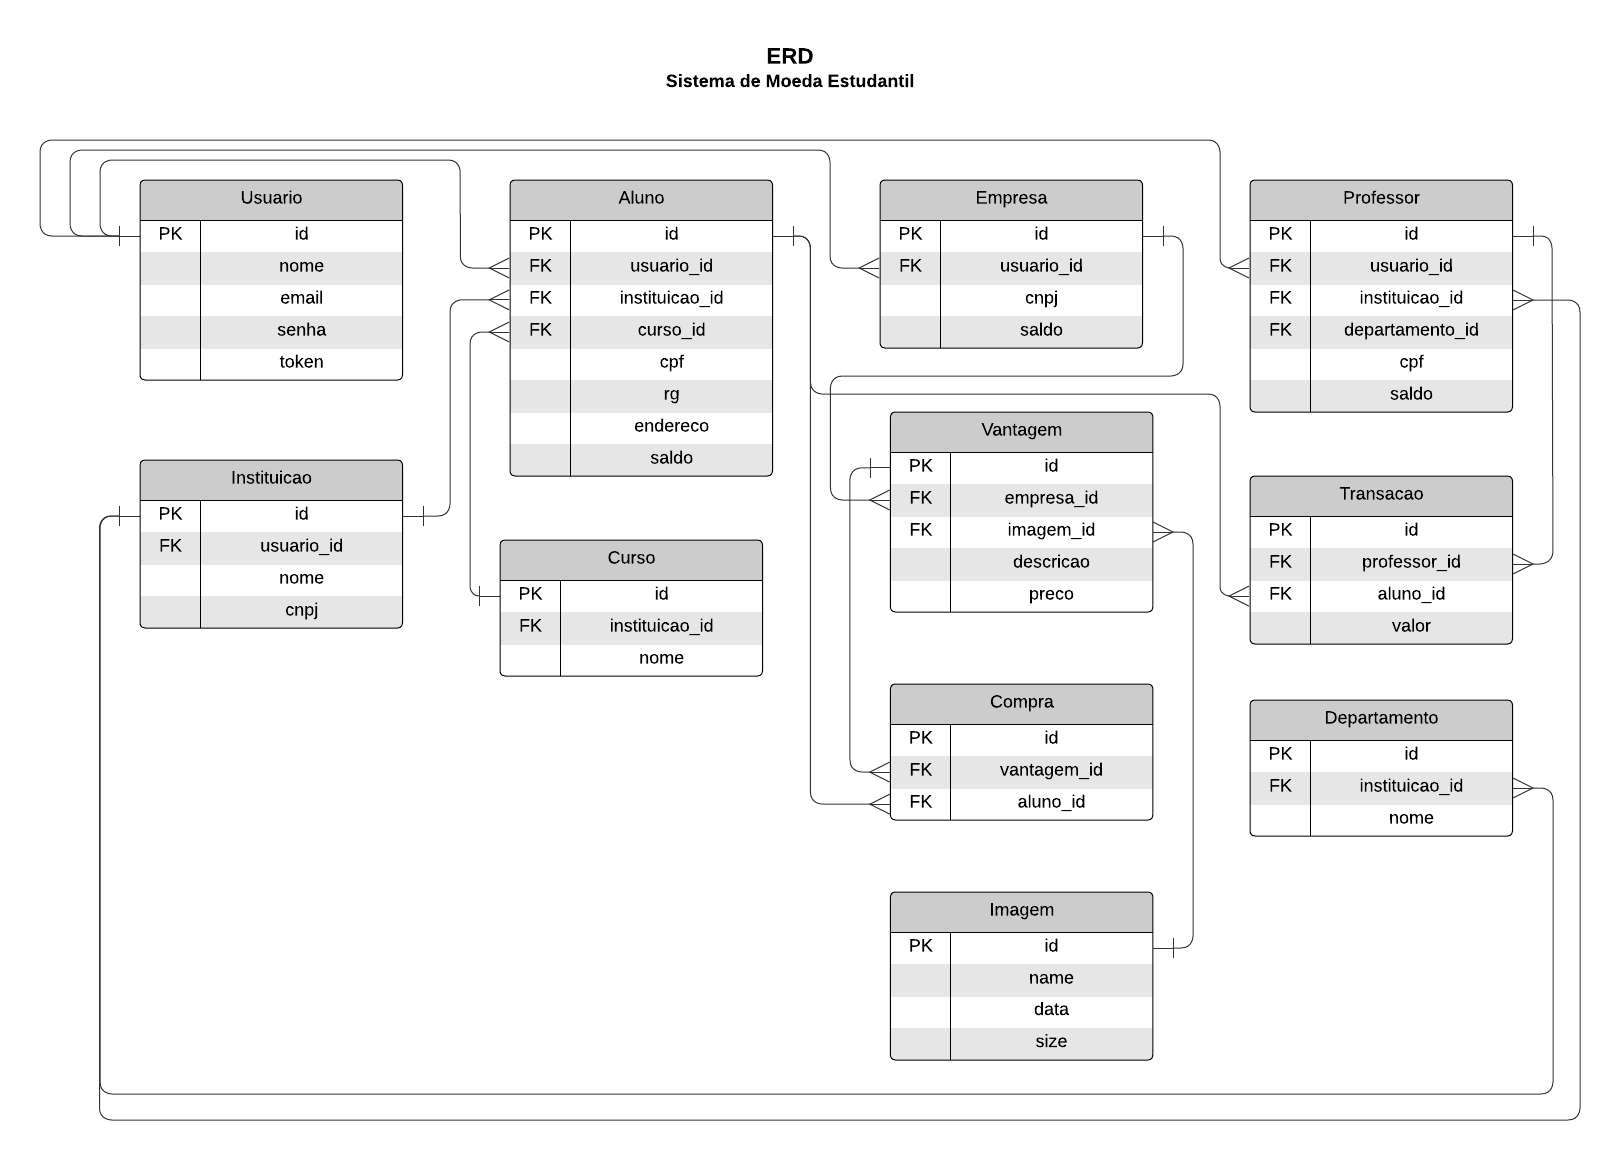 ERD
Sistema de Moeda Estudantil
Usuario
PK id
nome
email
senha
token
Aluno
PK id
FK usuario_id
FK instituicao_id
FK curso_id
cpf
rg
endereco
saldo
Empresa
PK id
FK usuario_id
cnpj
saldo
Professor
PK id
FK usuario_id
FK instituicao_id
FK departamento_id
cpf
saldo
Instituicao
PK id
FK usuario_id
nome
cnpj
Curso
PK id
FK instituicao_id
nome
Vantagem
PK id
FK empresa_id
FK imagem_id
descricao
preco
Transacao
PK id
FK professor_id
FK aluno_id
valor
Compra
PK id
FK vantagem_id
FK aluno_id
Departamento
PK id
FK instituicao_id
nome
Imagem
PK id
name
data
size